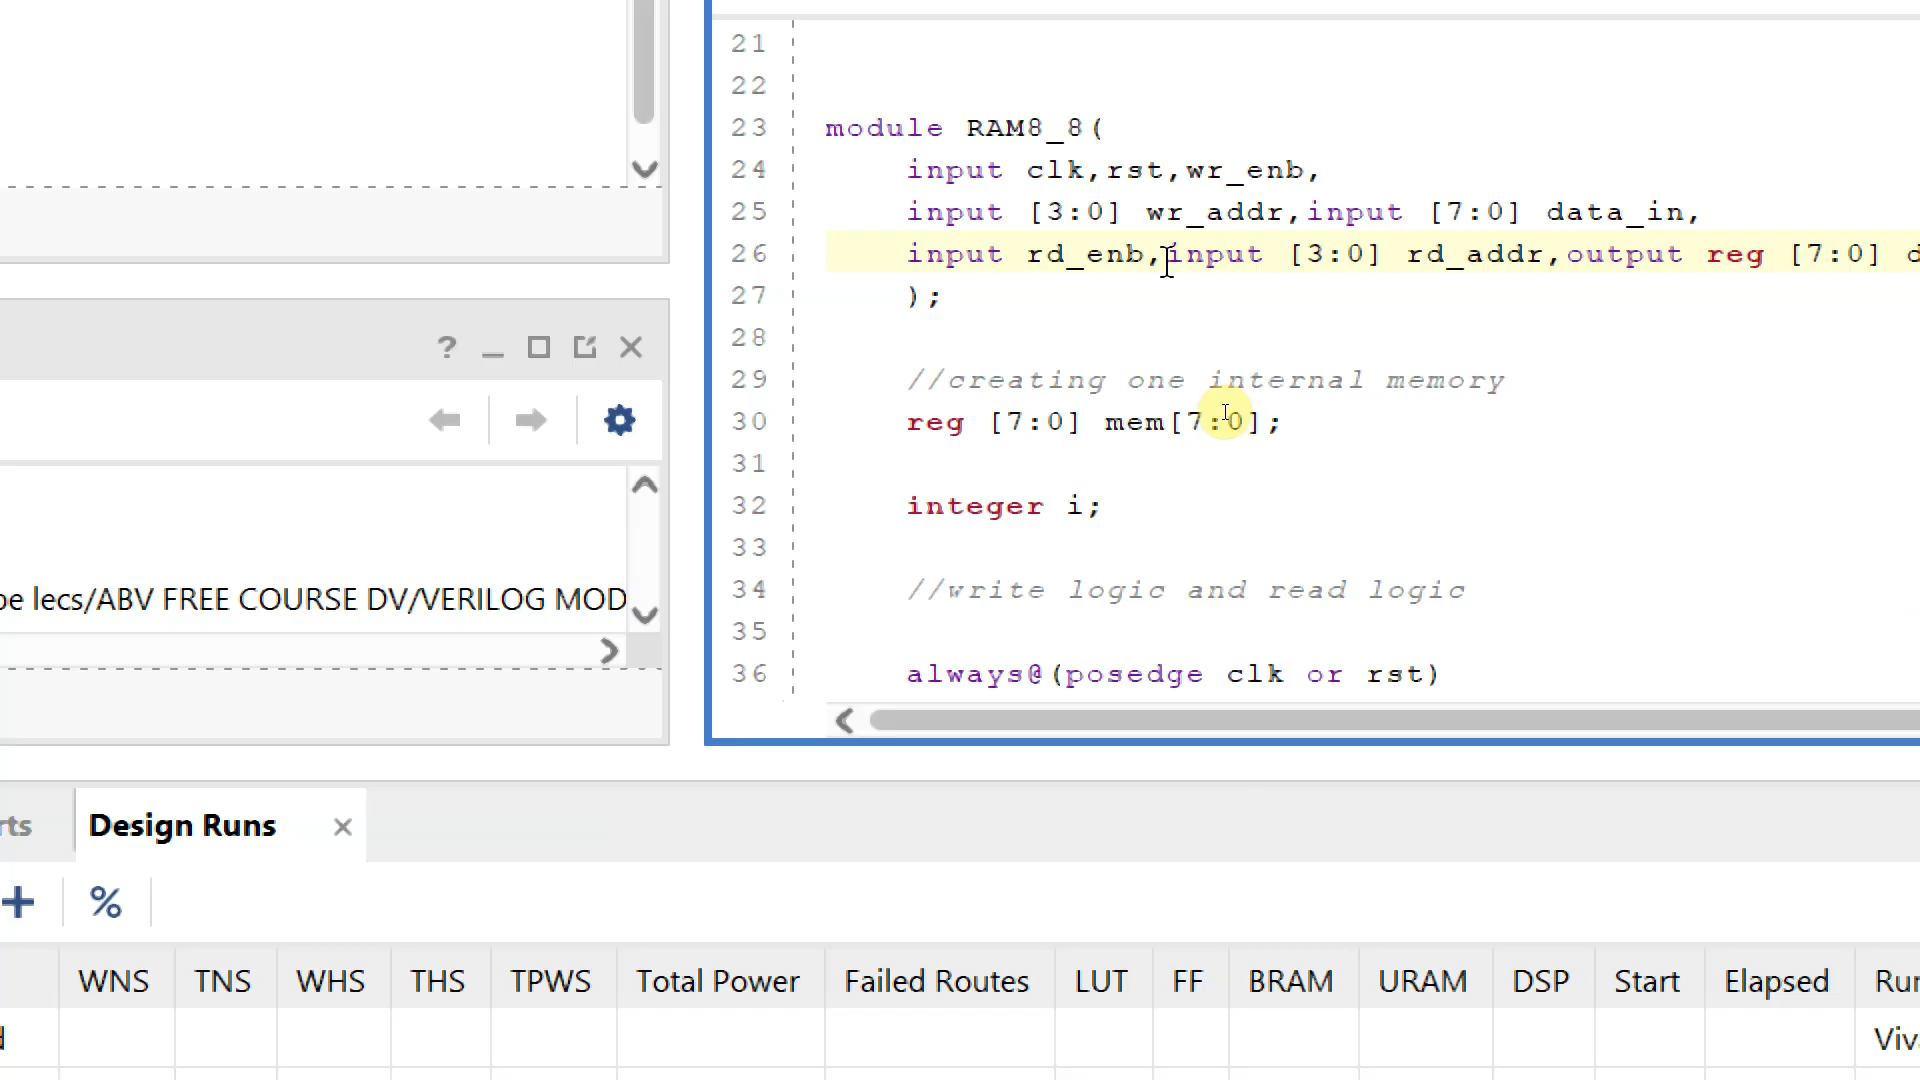 21
22
23 module RAM8_8(
24 input clk,rst,wr_enb,
25 input [3:0] wr_addr,input [7:0] data_in,
26 input rd_enb,input [3:0] rd_addr,output reg [7:0] d
27 );
28
29 //creating one internal memory
30 reg [7:0] mem[7:0];
31
32 integer i;
33
34 //write logic and read logic
35
36 always@(posedge clk or rst)
?
pe lecs/ABV FREE COURSE DV/VERILOG MOD
rts Design Runs
%
WNS TNS WHS THS TPWS Total Power Failed Routes LUT FF BRAM URAM DSP Start Elapsed Run
d Viv